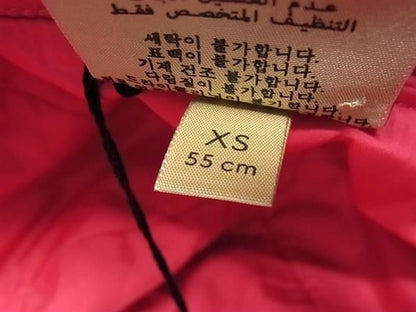 التنظيف المتخصص فقط
세탁이 불가합니다.
표백이 불가합니다.
기계 건조 불가합니다.
다림질이 불가합니다.
XS
55 cm